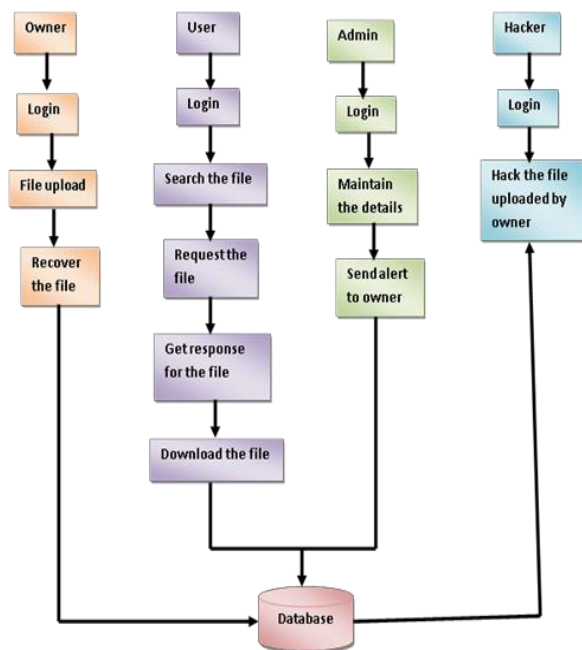 Owner
Login
File upload
Recover
the file
User
Login
Search the file
Request the
file
Get response
for the file
Download the file
Admin
Login
Maintain
the details
Send alert
to owner
Hacker
Login
Hack the file
uploaded by
owner
Database